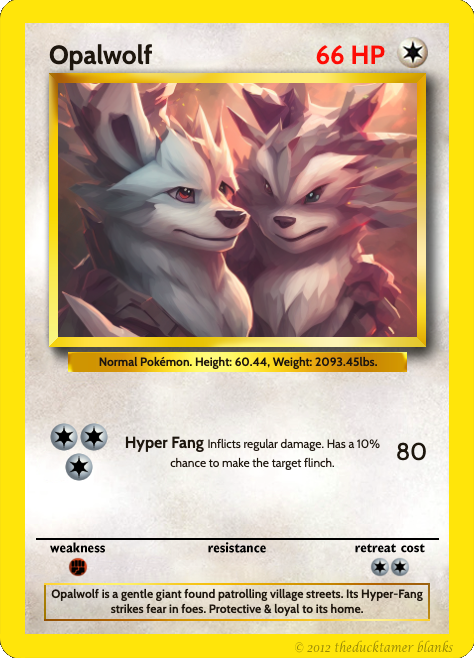 Opalwolf 66 HP
Normal Pokémon. Height: 60.44, Weight: 2093.45lbs.
Hyper Fang Inflicts regular damage. Has a 10%
chance to make the target flinch.
80
weakness resistance retreat cost
Opalwolf is a gentle giant found patrolling village streets. Its Hyper-Fang
strikes fear in foes. Protective & loyal to its home.
© 2012 theducktamer blanks